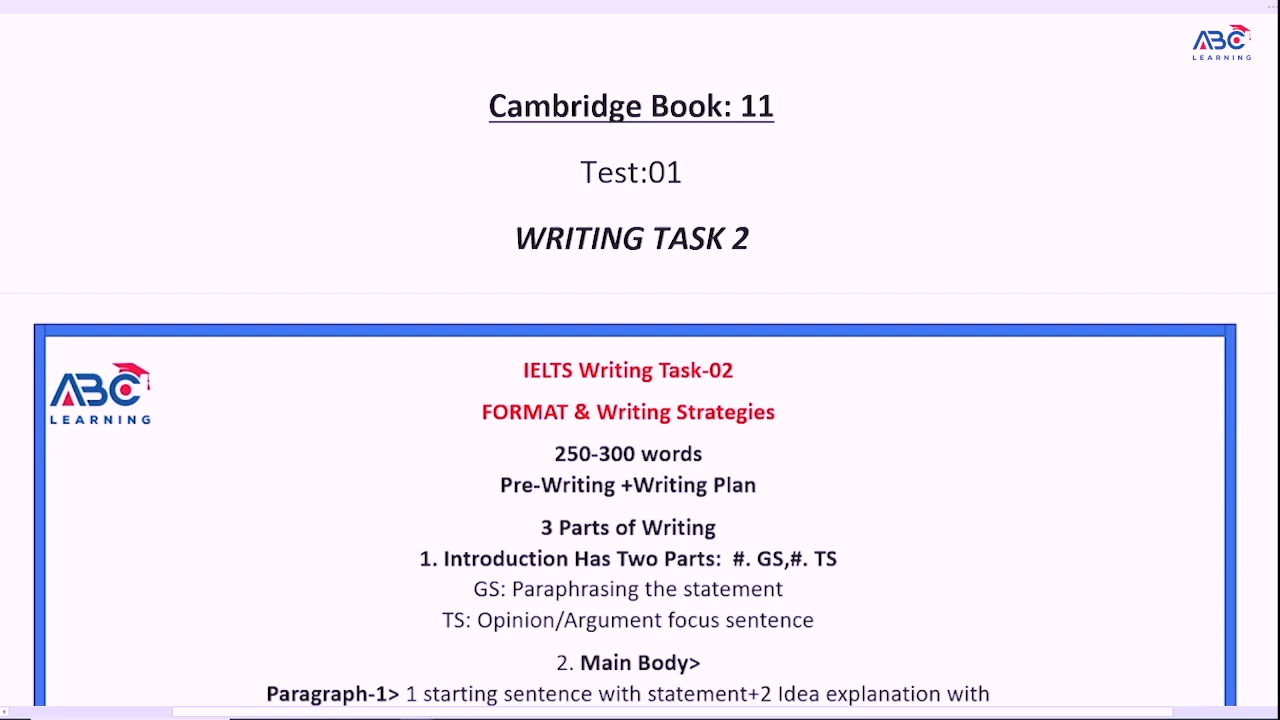 ABC
LEARNING
Cambridge Book: 11
Test:01
WRITING TASK 2
ABC
LEARNING
IELTS Writing Task-02
FORMAT & Writing Strategies
250-300 words
Pre-Writing +Writing Plan
3 Parts of Writing
1. Introduction Has Two Parts: #. GS,#. TS
GS: Paraphrasing the statement
TS: Opinion/Argument focus sentence
2. Main Body>
Paragraph-1> 1 starting sentence with statement+2 Idea explanation with